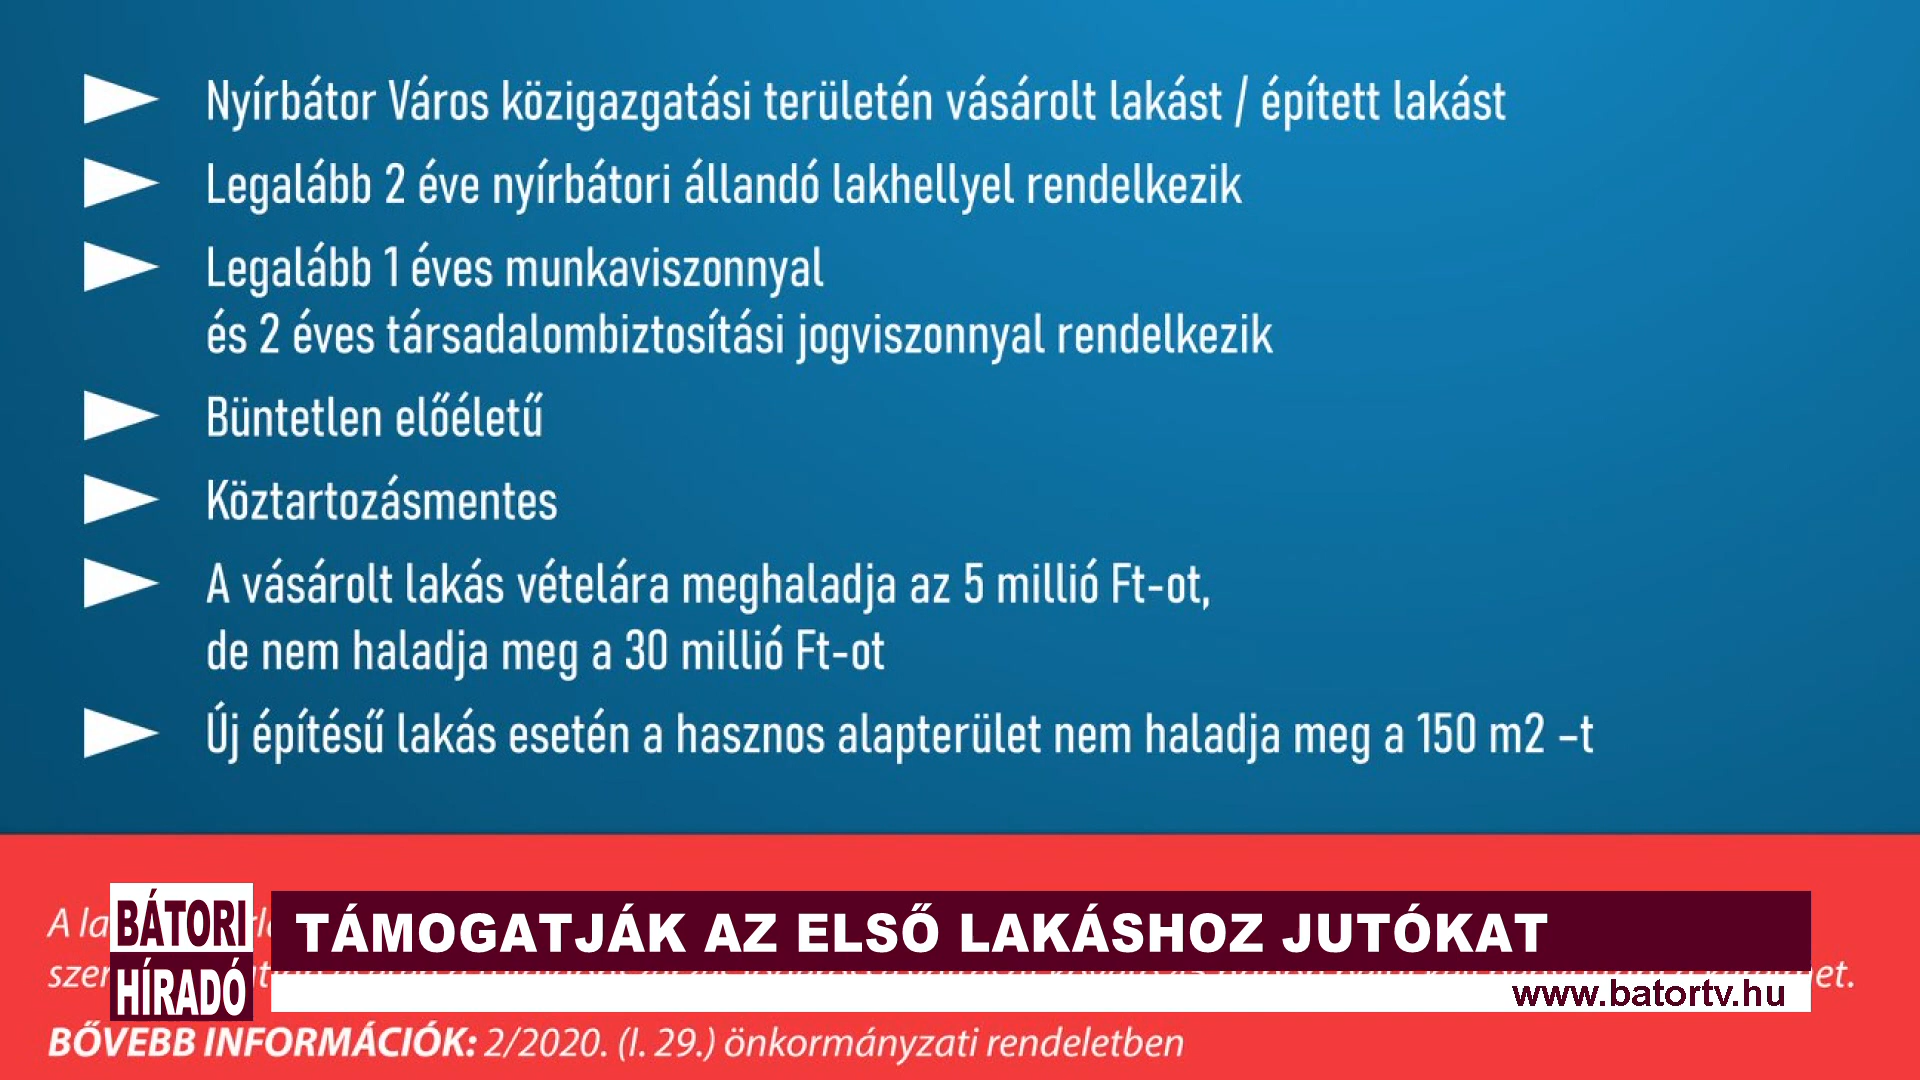 Nyírbátor Város közigazgatási területén vásárolt lakást / épített lakást
Legalább 2 éve nyírbátori állandó lakhellyel rendelkezik
Legalább 1 éves munkaviszonnyal
és 2 éves társadalombiztosítási jogviszonnyal rendelkezik
Büntetlen előéletű
Köztartozásmentes
A vásárolt lakás vételára meghaladja az 5 millió Ft-ot,
de nem haladja meg a 30 millió Ft-ot
Új építésű lakás esetén a hasznos alapterület nem haladja meg a 150 m2 –t
A
BÁTORI
HÍRADÓ
TÁMOGATJÁK AZ ELSŐ LAKÁSHOZ JUTÓKAT
www.batortv.hu
BŐVEBB INFORMÁCIÓK: 2/2020. (I. 29.) önkormányzati rendeletben